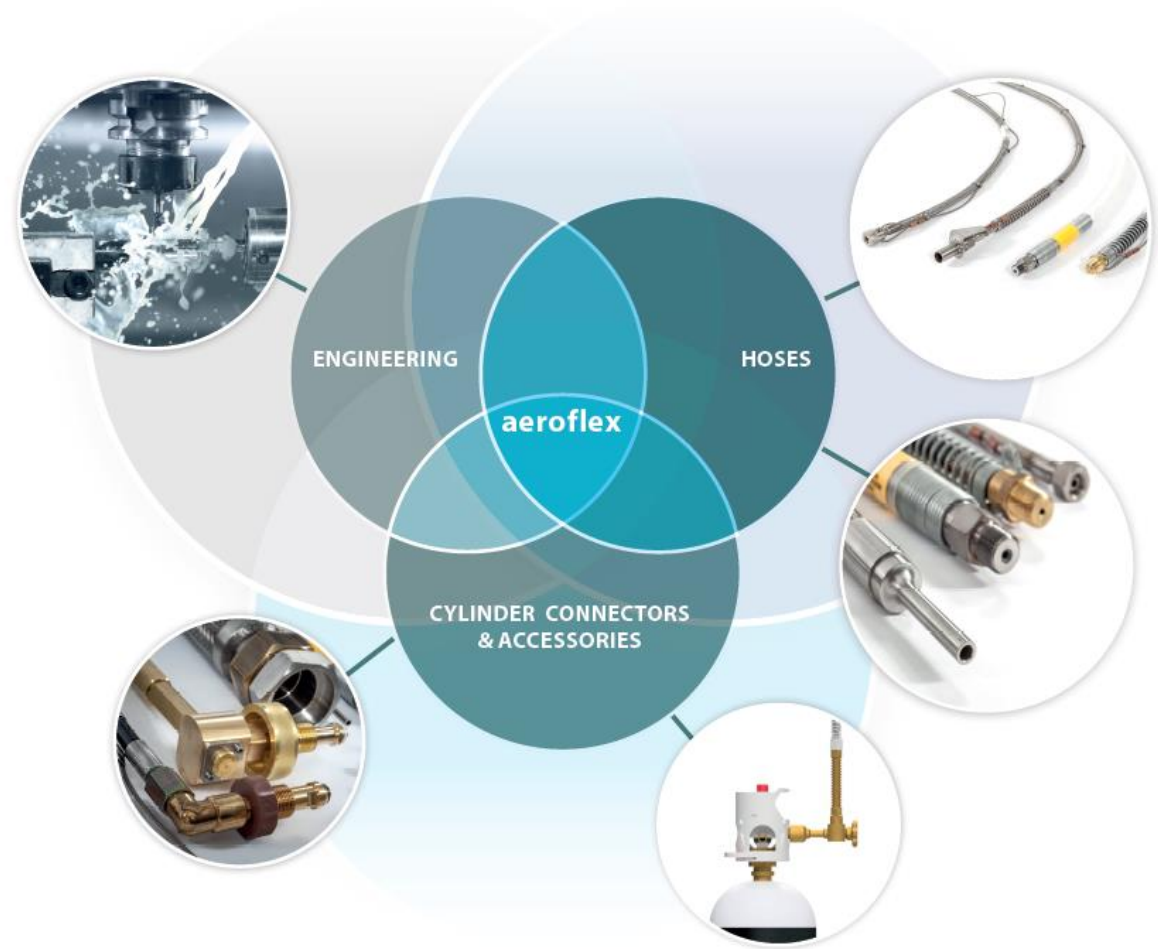 ENGINEERING
HOSES
aeroflex
CYLINDER CONNECTORS
& ACCESSORIES